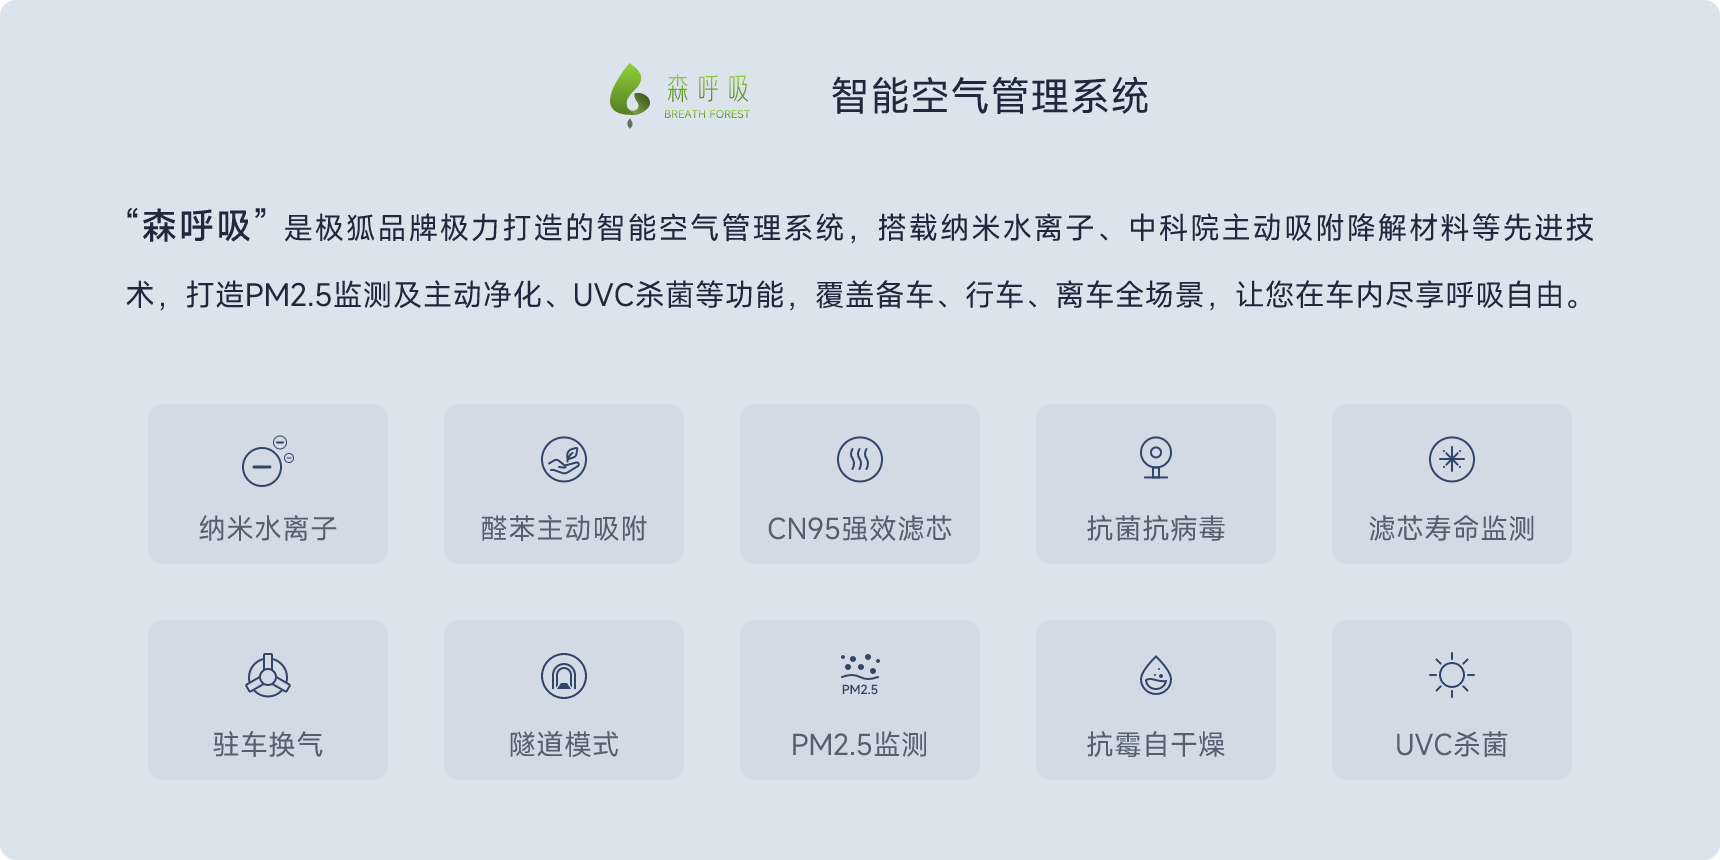 森呼吸
BREATH FOREST
智能空气管理系统
“森呼吸” 是极狐品牌极力打造的智能空气管理系统，搭载纳米水离子、中科院主动吸附降解材料等先进技
术，打造PM2.5监测及主动净化、UVC杀菌等功能，覆盖备车、行车、离车全场景，让您在车内尽享呼吸自由。
纳米水离子
醛苯主动吸附
CN95强效滤芯
抗菌抗病毒
滤芯寿命监测
驻车换气
隧道模式
PM2.5
PM2.5监测
抗霉自干燥
UVC杀菌